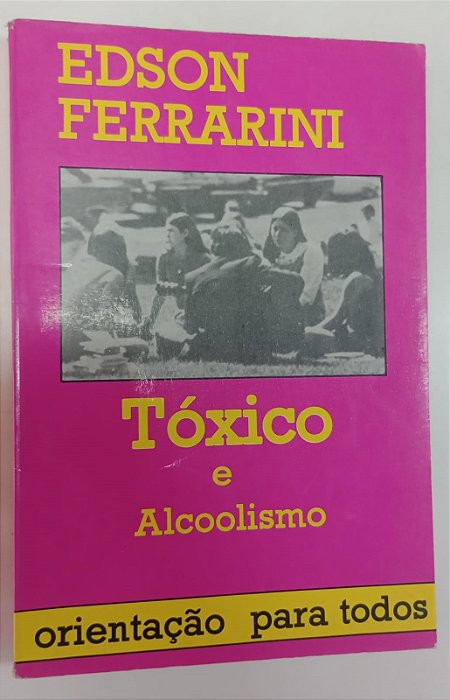 EDSON
FERRARINI
Tóxico
e
Alcoolismo
orientação para todos